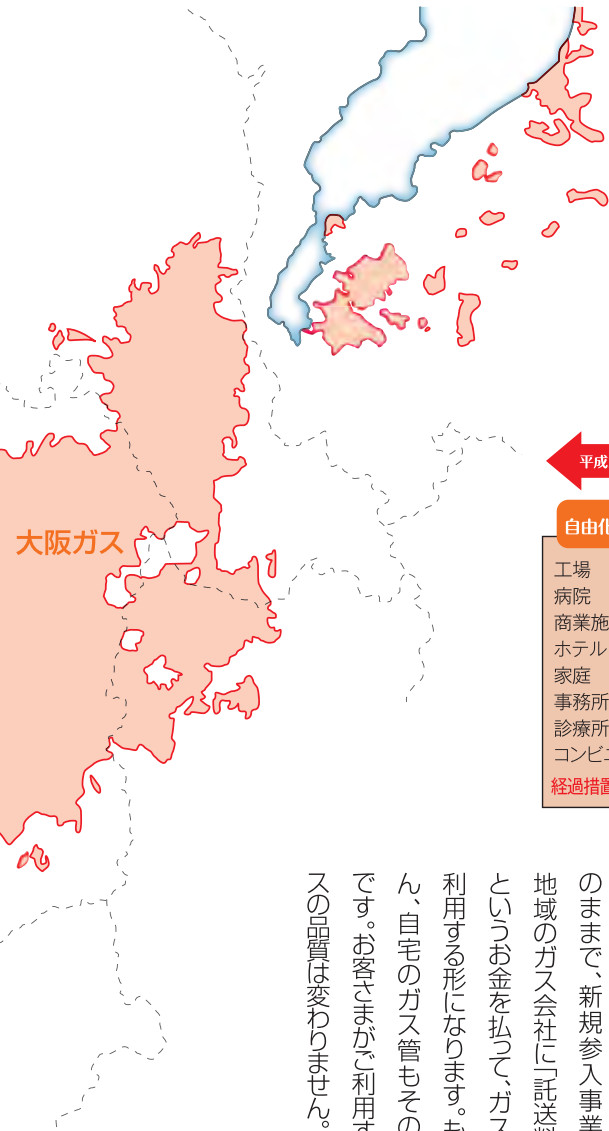 大阪ガス
平成
自由化
工場
病院
商業施
ホテル
家庭
事務所
診療所
コンビニ
経過措置
のままで、新規参入事業
地域のガス会社に「託送料
というお金を払って、ガス
利用する形になります。も
ん、自宅のガス管もその
です。お客さまがご利用す
スの品質は変わりません。